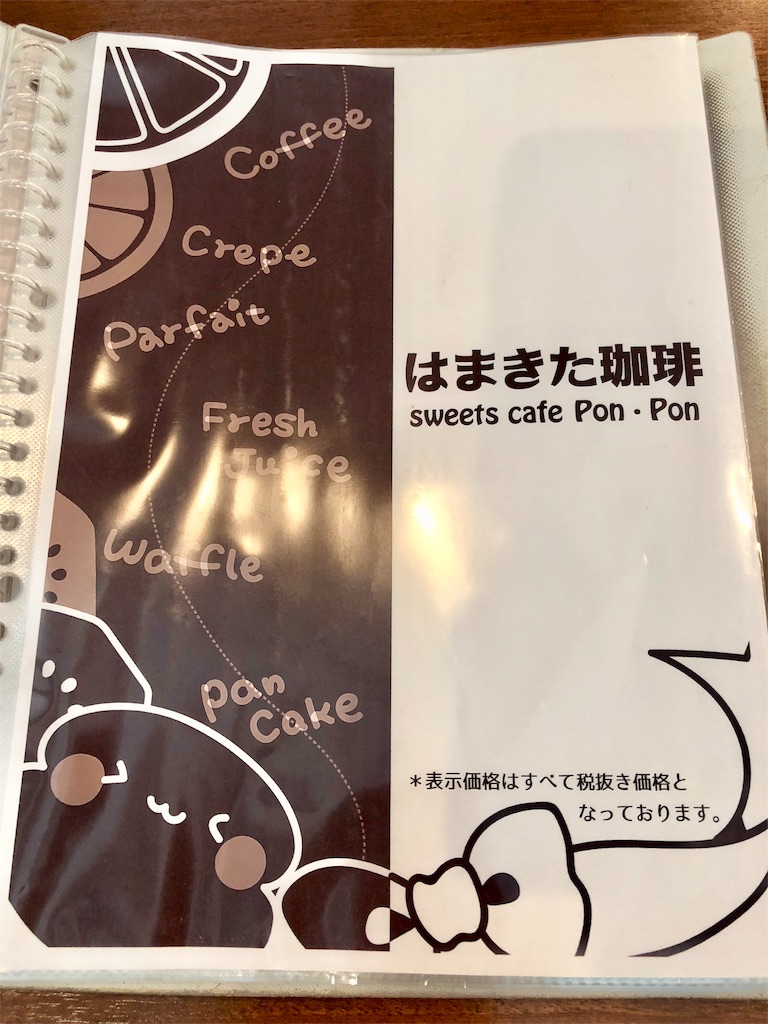 Coffee
Crepe
Parfait
Fresh
Juice
Waffle
pan
Cake
はまきた珈琲
sweets cafe Pon・Pon
＊表示価格はすべて税抜き価格と
なっております。